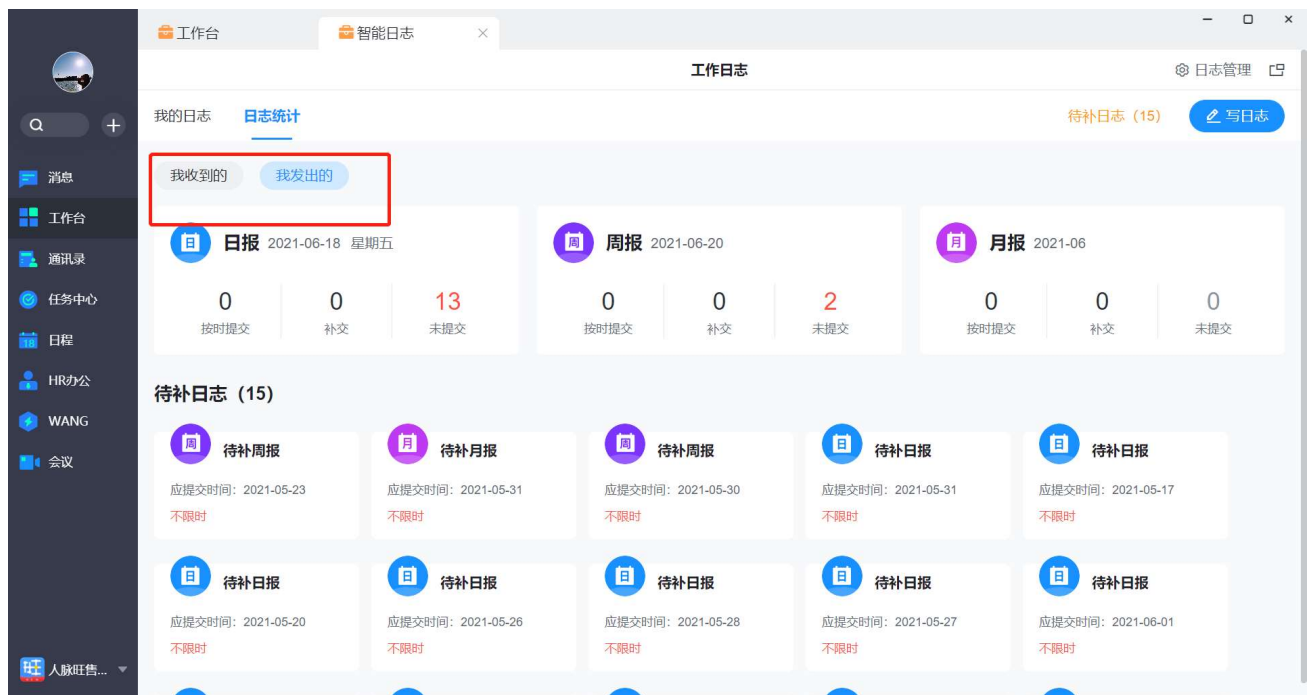 工作台
智能日志
工作日志
日志管理
我的日志
日志统计
待补日志（15）
写日志
消息
工作台
通讯录
任务中心
18
日程
HR办公
WANG
会议
旺
人脉旺售...
我收到的
我发出的
日
日报 2021-06-18 星期五
0
按时提交
0
补交
13
未提交
周
周报 2021-06-20
0
按时提交
0
补交
2
未提交
月
月报 2021-06
0
按时提交
0
补交
0
未提交
待补日志（15）
周
待补周报
应提交时间：2021-05-23
不限时
月
待补月报
应提交时间：2021-05-31
不限时
周
待补周报
应提交时间：2021-05-30
不限时
日
待补日报
应提交时间：2021-05-31
不限时
日
待补日报
应提交时间：2021-05-17
不限时
日
待补日报
应提交时间：2021-05-20
不限时
日
待补日报
应提交时间：2021-05-26
不限时
日
待补日报
应提交时间：2021-05-28
不限时
日
待补日报
应提交时间：2021-05-27
不限时
日
待补日报
应提交时间：2021-06-01
不限时